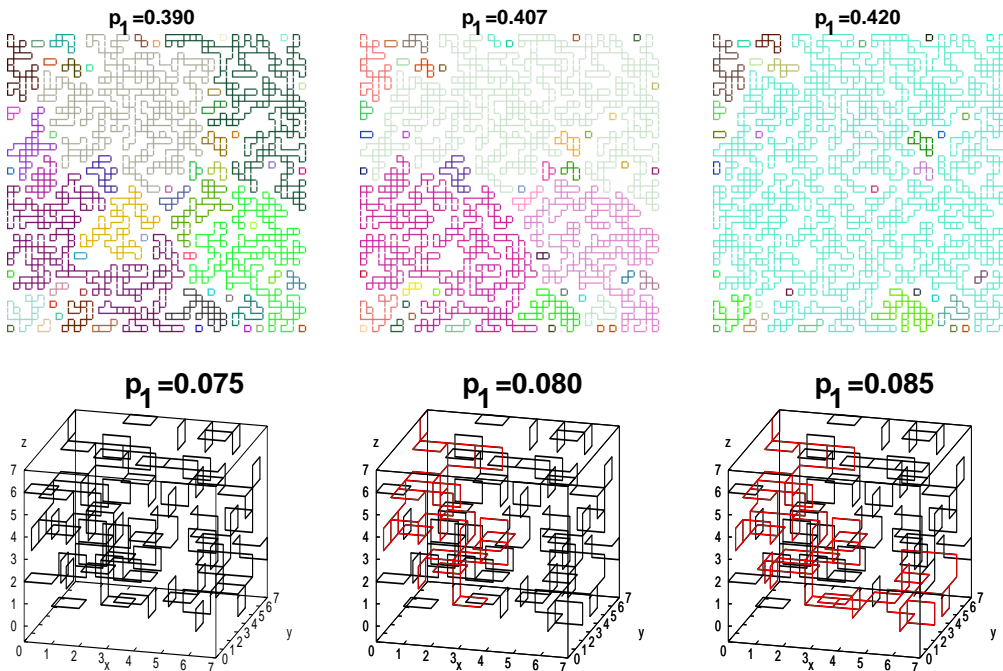 p1=0.390 p1=0.407 p1=0.420
p1=0.075 p1=0.080 p1=0.085
z z z
7 7 7
6 6 6
5 5 5
4 4 4
3 3 3
2 2 2
1 1 1
0 0 0
0 1 2 3 x 4 5 6 7 0 1 2 3 4 5 6 7 y
0 1 2 3 x 4 5 6 7 0 1 2 3 4 5 6 7 y
0 1 2 3 x 4 5 6 7 0 1 2 3 4 5 6 7 y